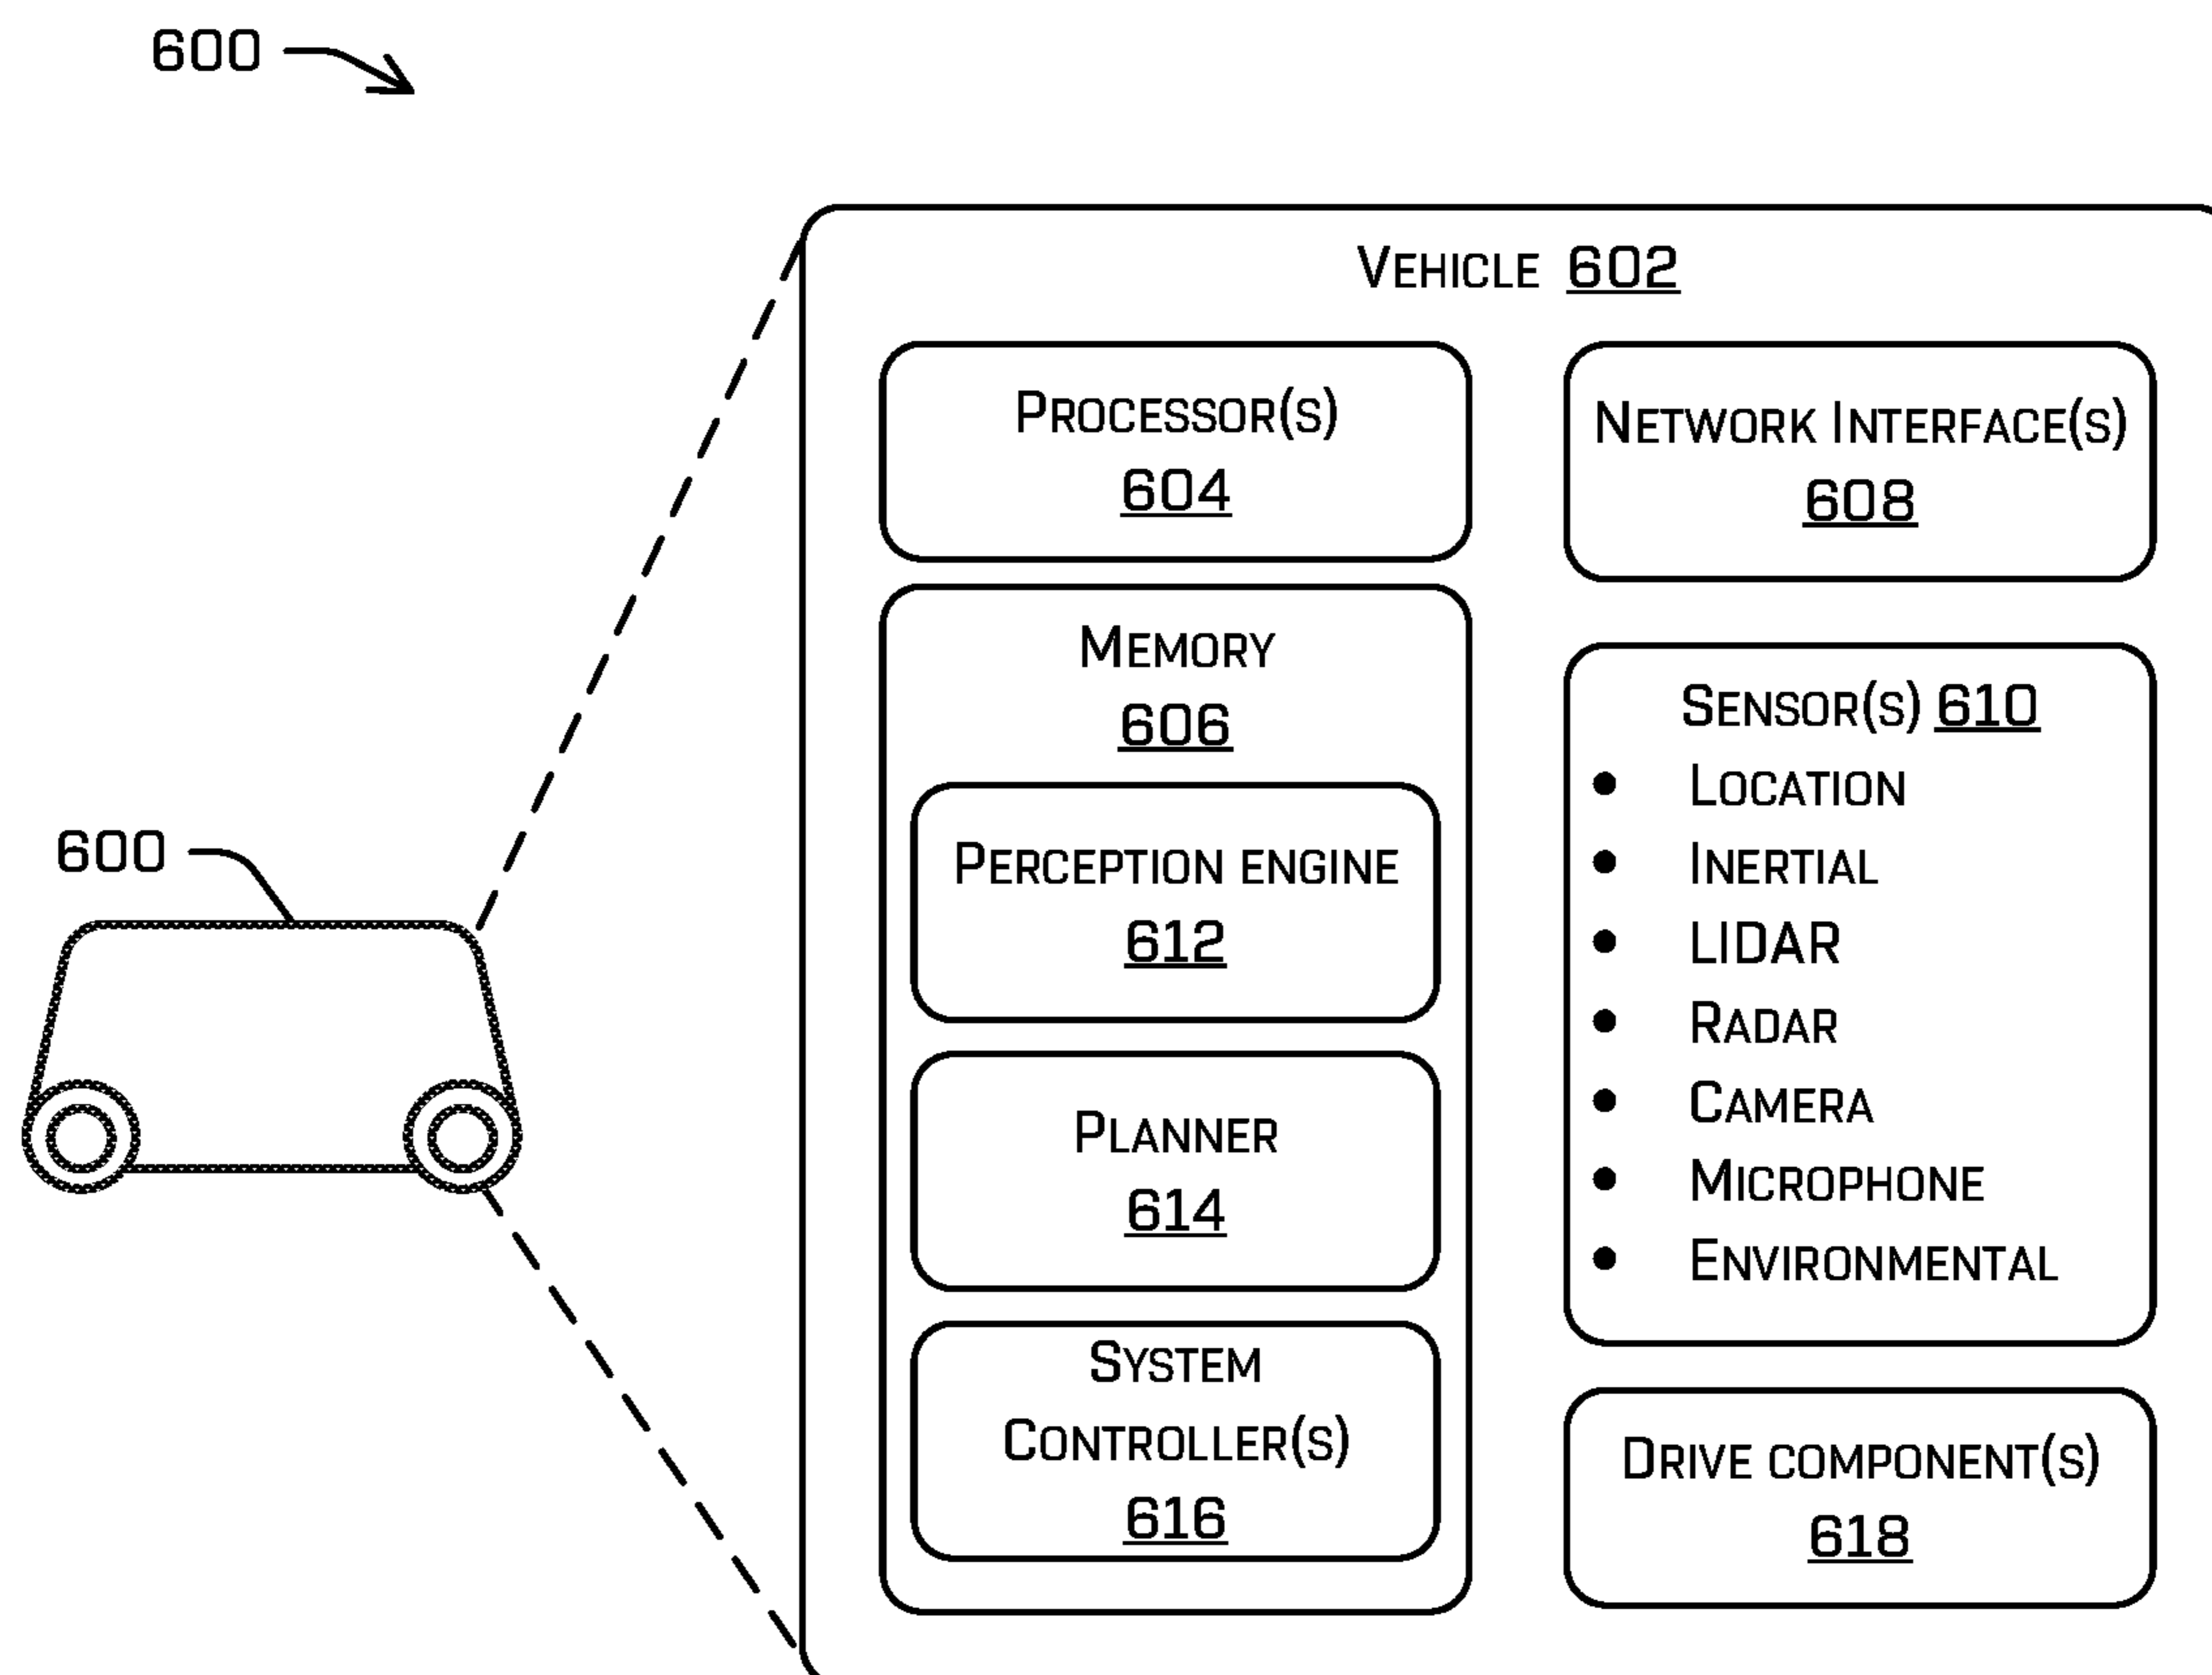 600
VEHICLE 602
PROCESSOR(S)
604
NETWORK INTERFACE(S)
608
MEMORY
606
PERCEPTION ENGINE
612
PLANNER
614
SYSTEM
CONTROLLER(S)
616
SENSOR(S) 610
• LOCATION
• INERTIAL
• LIDAR
• RADAR
• CAMERA
• MICROPHONE
• ENVIRONMENTAL
DRIVE COMPONENT(S)
618
600